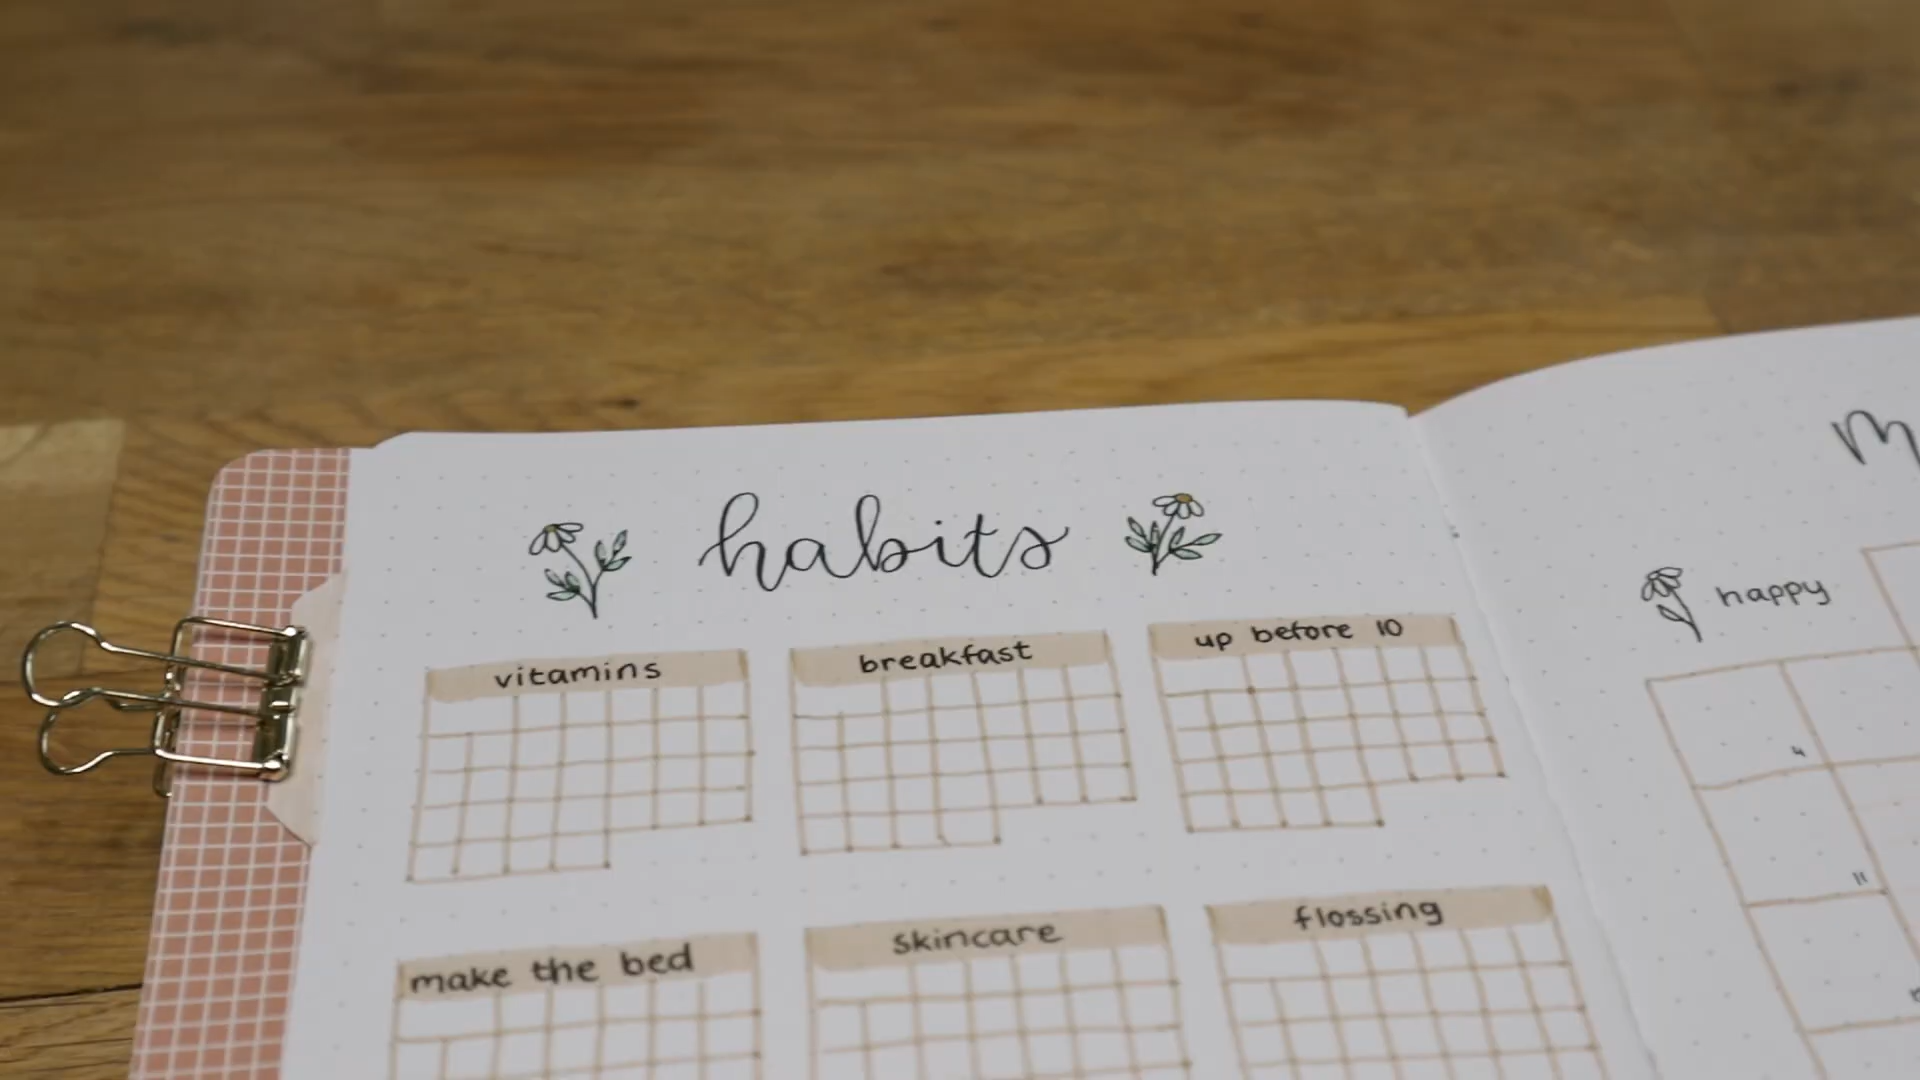 habits
vitamins
breakfast
up before 10
make the bed
skincare
flossing
happy
4
11